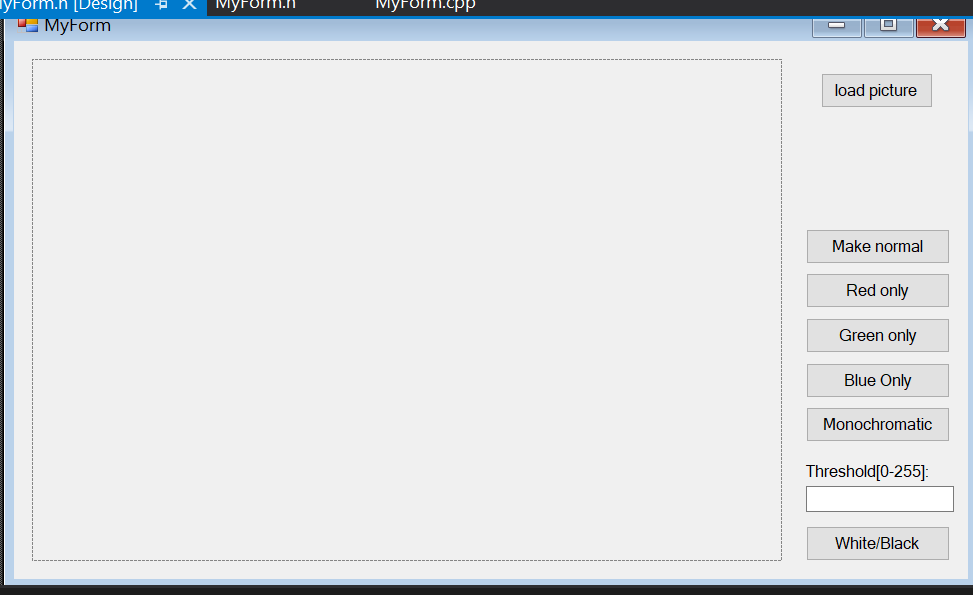 MyForm.h [Design]
MyForm.h
MyForm.cpp
MyForm
load picture
Make normal
Red only
Green only
Blue Only
Monochromatic
Threshold[0-255]:
White/Black